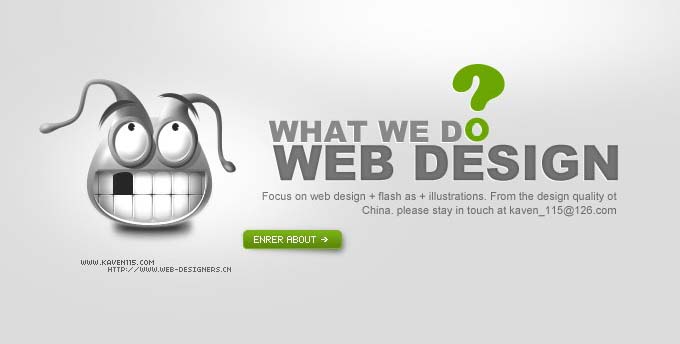 WHAT WE DO?
WEB DESIGN
Focus on web design + flash as + illustrations. From the design quality ot
China. please stay in touch at kaven_115@126.com
ENRER ABOUT →
WWW.KAVEN115.COM
HTTP://WWW.WEB-DESIGNERS.CN